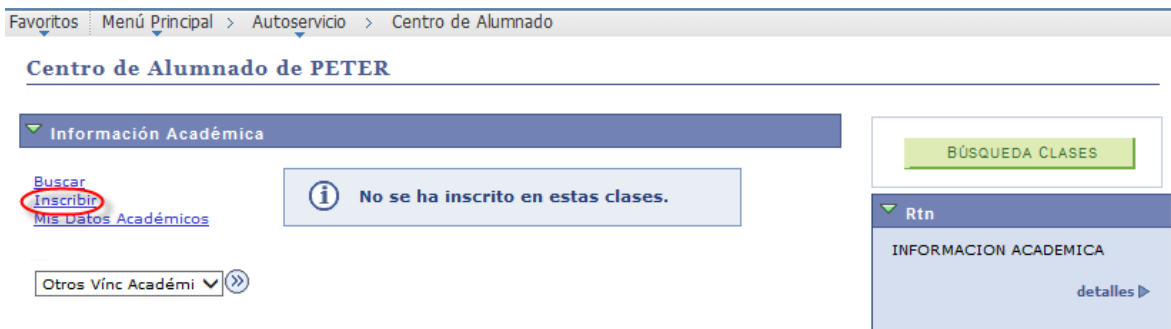 Favoritos Menú Principal > Autoservicio > Centro de Alumnado
Centro de Alumnado de PETER
Información Académica
Buscar
Inscribir
Mis Datos Académicos
No se ha inscrito en estas clases.
Otros Vínc Académi
BÚSQUEDA CLASES
Rtn
INFORMACION ACADEMICA
detalles